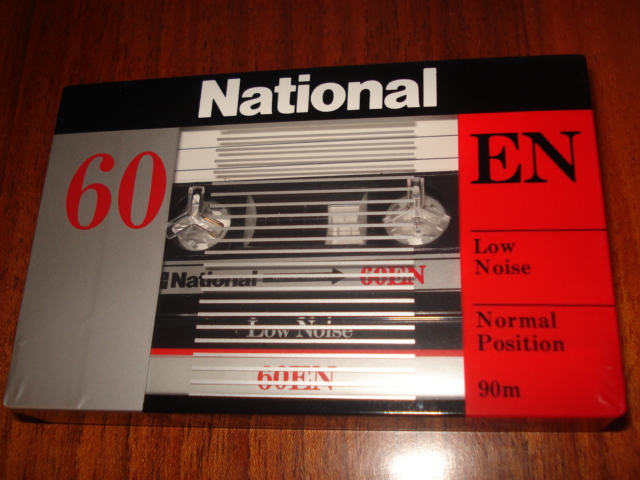 National
60
EN
Low
Noise
Normal
Position
90m
National 60EN
Low Noise
60EN